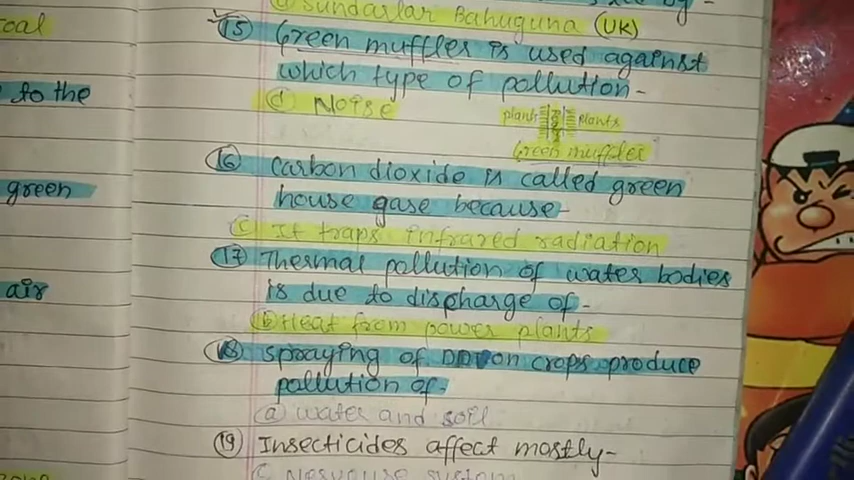 coal
to the
green
air
Sundarlar Bahuguna (UK)
15 Green muffles is used against
which type of pollution-
d Noise
plants plants
Green muffler
16 carbon dioxide is called green
house gase because-
c It traps infrared radiation
17 Thermal pollution of water bodies
is due to discharge of-
b Heat from power plants
18 spraying of on crops produce
pollution of-
a water and soil
19 Insecticides affect mostly-
c Nervouse system